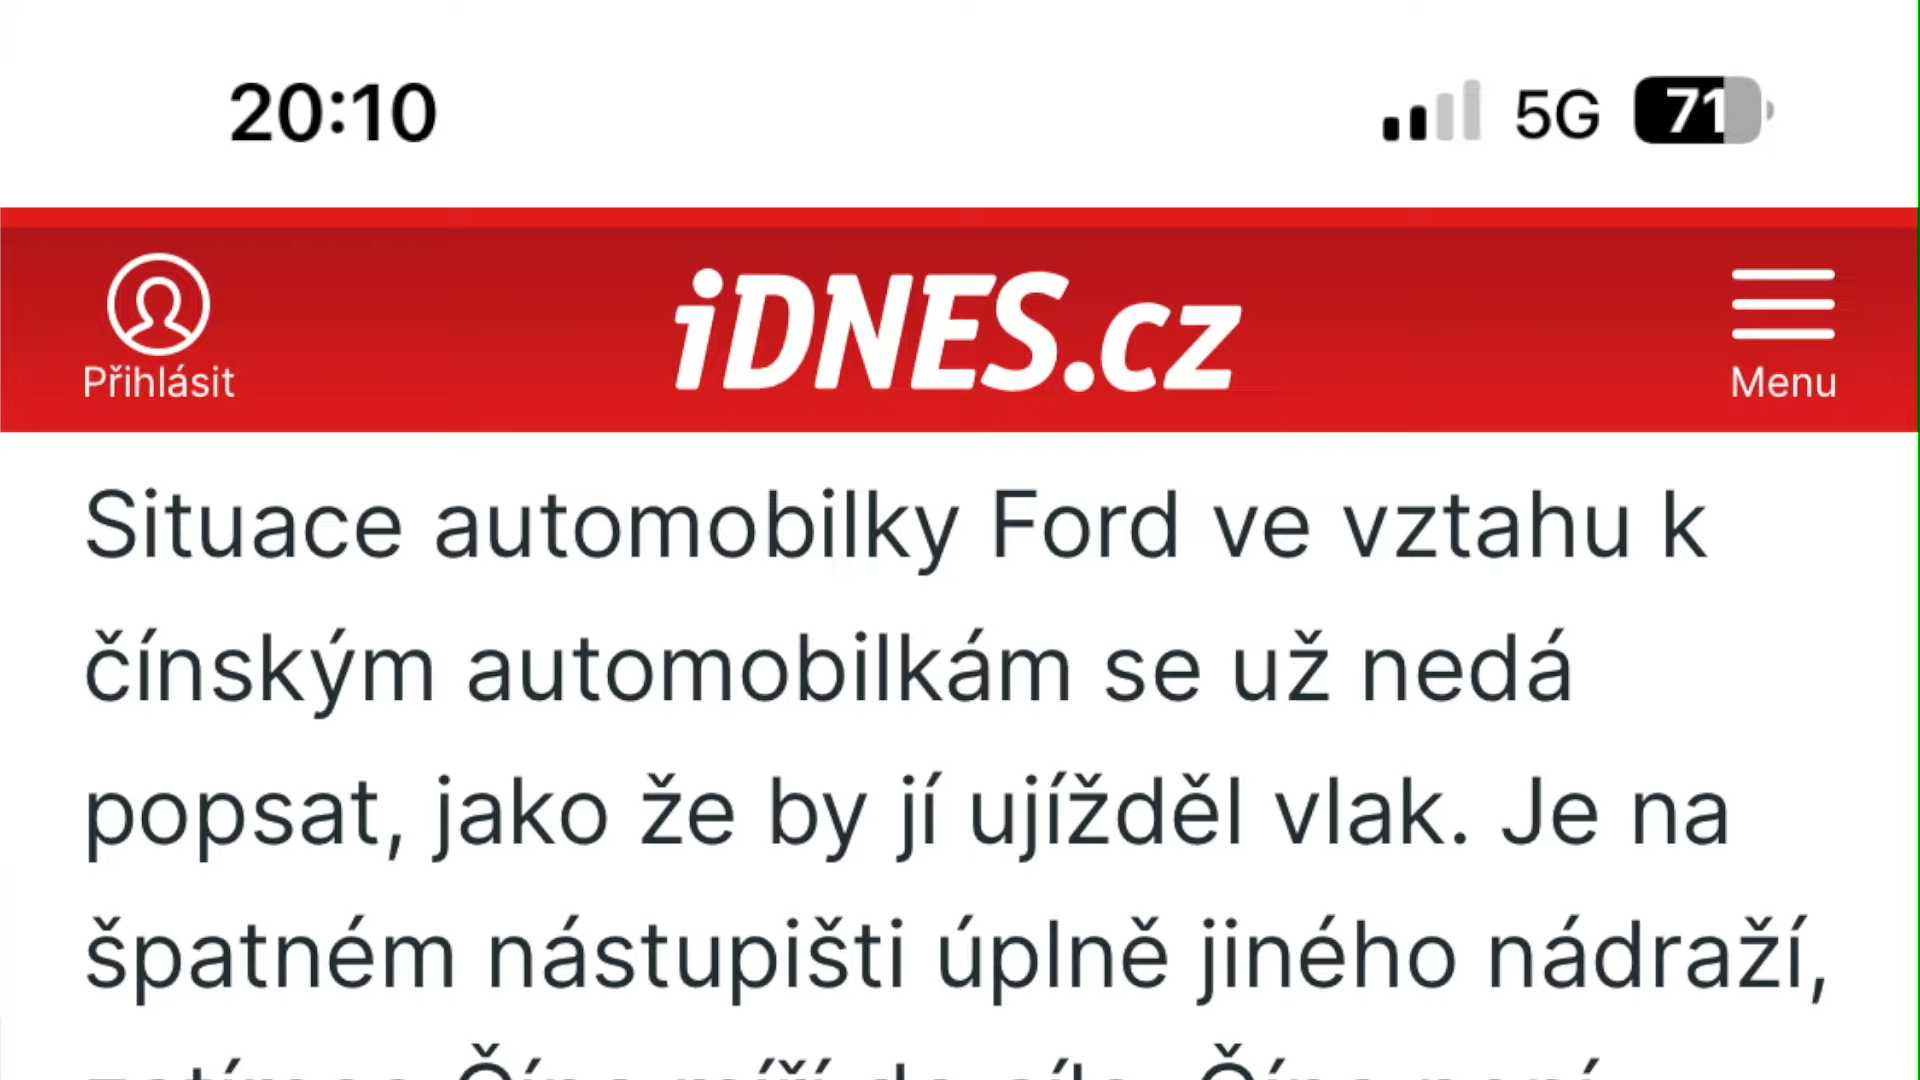 20:10
5G
71
Přihlásit
iDNES.cz
Menu
Situace automobilky Ford ve vztahu k
čínským automobilkám se už nedá
popsat, jako že by jí ujížděl vlak. Je na
špatném nástupišti úplně jiného nádraží,